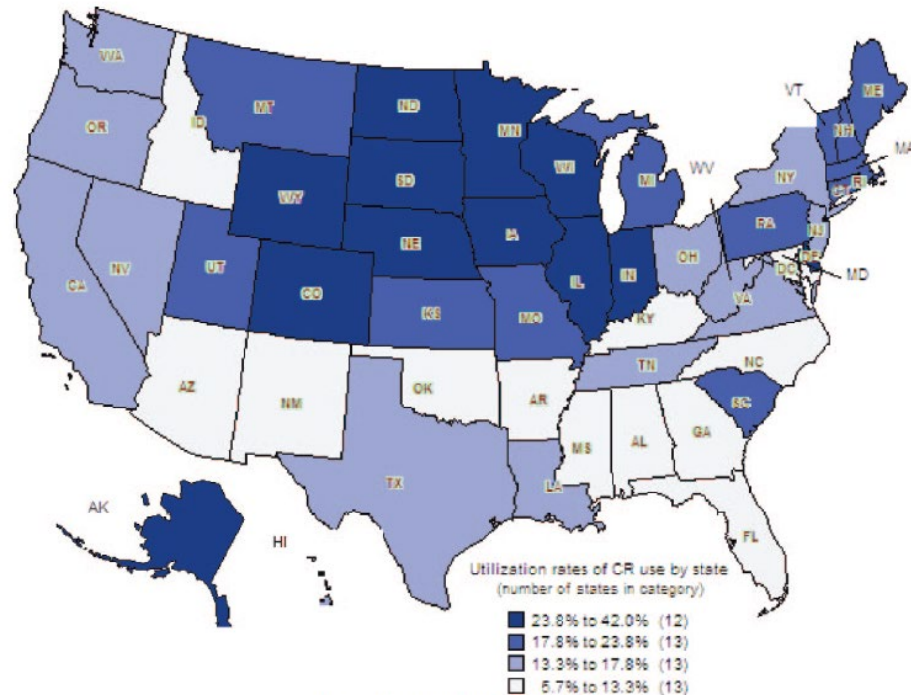 WA
MT
ND
MN
VT
ME
NH
OR
ID
WI
MA
SD
WV
NY
MI
WY
CT
RI
PA
IA
NE
NJ
OH
DE
NV
UT
IL
IN
DC
MD
CA
CO
VA
KS
MO
KY
TN
NC
OK
AZ
NM
AR
SC
MS
AL
GA
TX
LA
AK
HI
FL
Utilization rates of CR use by state
(number of states in category)
23.8% to 42.0% (12)
17.8% to 23.8% (13)
13.3% to 17.8% (13)
5.7% to 13.3% (13)